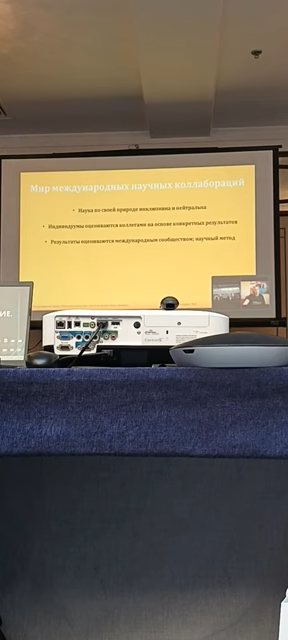 Мир международных научных коллабораций
• Наука по своей природе инклюзивна и нейтральна
• Индивидуумы оцениваются коллегами на основе конкретных результатов
• Результаты оцениваются международным сообществом: научный метод
НИЕ.